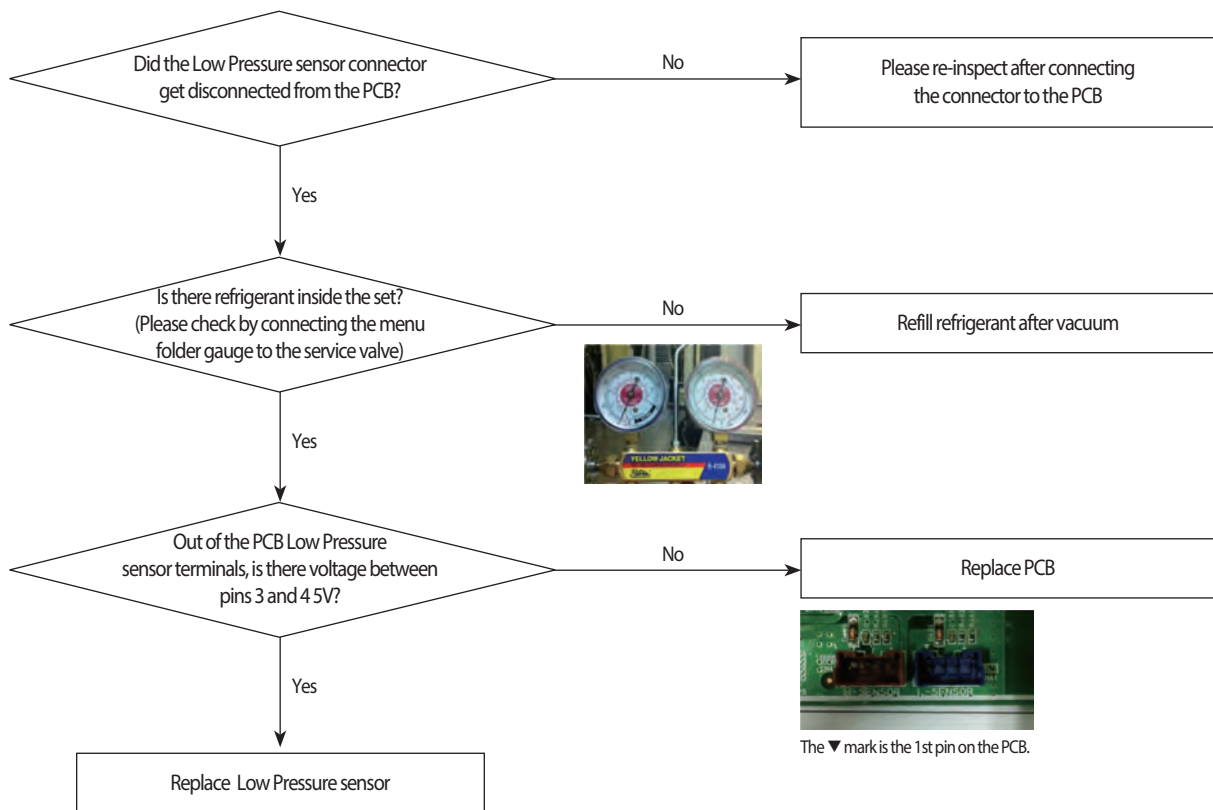 Did the Low Pressure sensor connector
get disconnected from the PCB?
No
Please re-inspect after connecting
the connector to the PCB
Yes
Is there refrigerant inside the set?
(Please check by connecting the menu
folder gauge to the service valve)
No
Refill refrigerant after vacuum
YELLOW JACKET
Yes
Out of the PCB Low Pressure
sensor terminals, is there voltage between
pins 3 and 4 5V?
No
Replace PCB
Yes
The ▼ mark is the 1st pin on the PCB.
Replace Low Pressure sensor